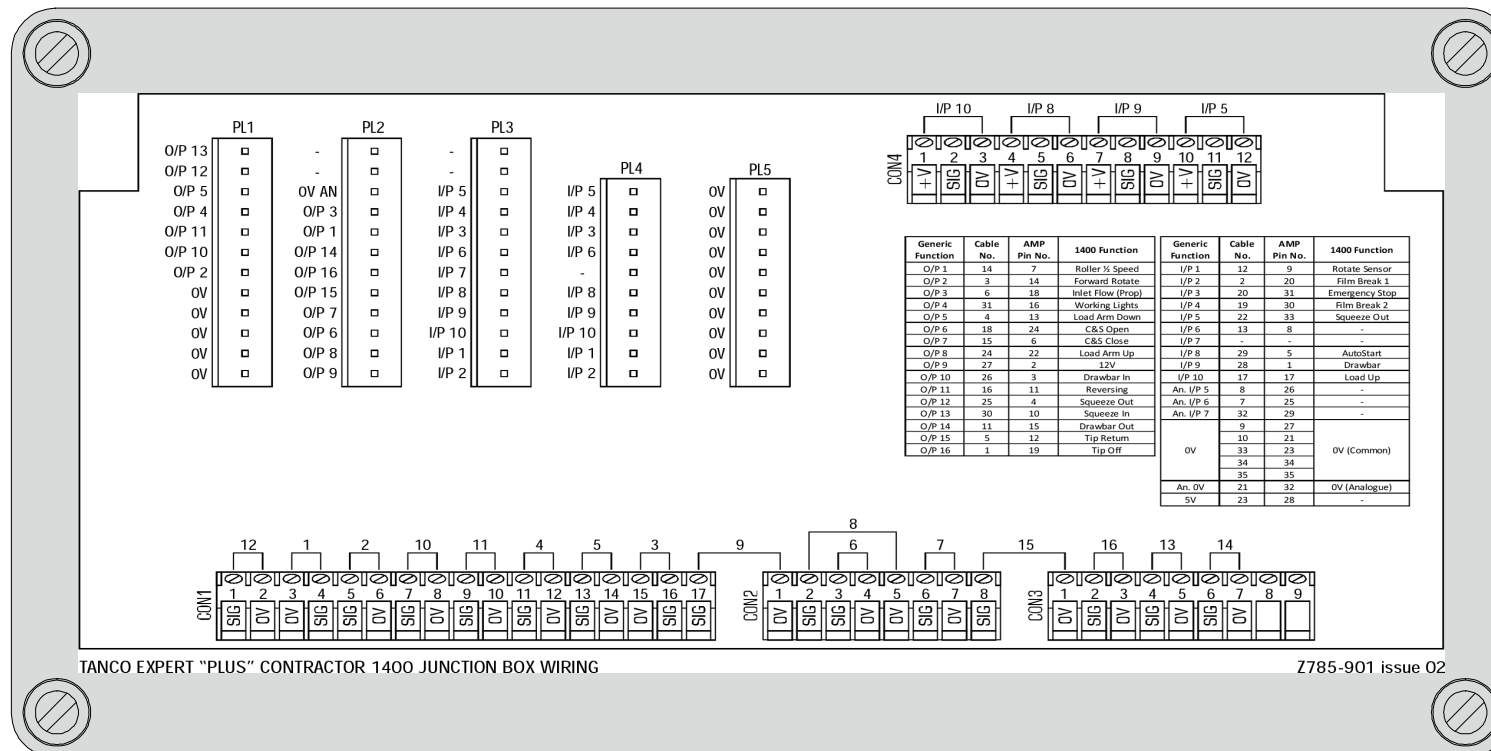 I/P 10 I/P 8 I/P 9 I/P 5
CON4
1 2 3 4 5 6 7 8 9 10 11 12
+V SIG 0V +V SIG 0V +V SIG 0V +V SIG 0V
PL1
O/P 13
O/P 12
O/P 5
O/P 4
O/P 11
O/P 10
O/P 2
0V
0V
0V
0V
0V
PL2
-
-
0V AN
O/P 3
O/P 1
O/P 14
O/P 16
O/P 15
O/P 7
O/P 6
O/P 8
O/P 9
PL3
-
-
I/P 5
I/P 4
I/P 3
I/P 6
I/P 7
I/P 8
I/P 9
I/P 10
I/P 1
I/P 2
PL4
I/P 5
I/P 4
I/P 3
I/P 6
-
I/P 8
I/P 9
I/P 10
I/P 1
I/P 2
PL5
0V
0V
0V
0V
0V
0V
0V
0V
0V
0V
Generic Cable AMP 1400 Function
Function No. Pin No.
O/P 1 14 7 Roller ½ Speed
O/P 2 3 14 Forward Rotate
O/P 3 6 18 Inlet Flow (Prop)
O/P 4 31 16 Working Lights
O/P 5 4 13 Load Arm Down
O/P 6 18 24 C&S Open
O/P 7 15 6 C&S Close
O/P 8 24 22 Load Arm Up
O/P 9 27 2 12V
O/P 10 26 3 Drawbar In
O/P 11 16 11 Reversing
O/P 12 25 4 Squeeze Out
O/P 13 30 10 Squeeze In
O/P 14 11 15 Drawbar Out
O/P 15 5 12 Tip Return
O/P 16 1 19 Tip Off
Generic Cable AMP 1400 Function
Function No. Pin No.
I/P 1 12 9 Rotate Sensor
I/P 2 2 20 Film Break 1
I/P 3 20 31 Emergency Stop
I/P 4 19 30 Film Break 2
I/P 5 22 33 Squeeze Out
I/P 6 13 8 -
I/P 7 - - -
I/P 8 29 5 AutoStart
I/P 9 28 1 Drawbar
I/P 10 17 17 Load Up
An. I/P 5 8 26 -
An. I/P 6 7 25 -
An. I/P 7 32 29 -
9 27
10 21
0V 33 23 0V (Common)
34 34
35 35
An. 0V 21 32 0V (Analogue)
5V 23 28 -
12 1 2 10 11 4 5 3 9 8 6 7 15 16 13 14
CON1
1 2 3 4 5 6 7 8 9 10 11 12 13 14 15 16 17
SIG 0V 0V SIG SIG 0V SIG 0V SIG 0V SIG 0V SIG 0V 0V SIG SIG
CON2
1 2 3 4 5 6 7 8
0V SIG SIG 0V 0V SIG 0V SIG
CON3
1 2 3 4 5 6 7 8 9
0V SIG 0V SIG 0V SIG 0V
TANCO EXPERT "PLUS" CONTRACTOR 1400 JUNCTION BOX WIRING
Z785-901 issue 02